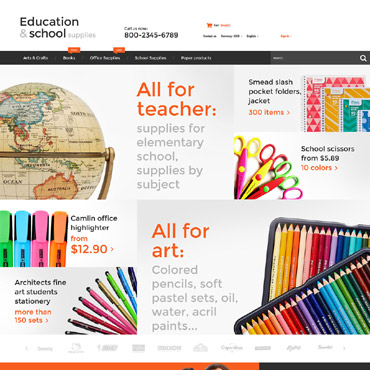 Education
& school supplies
Call us now:
800-2345-6789
Contact us
Currency: USD
English
Sign In
Arts & Crafts
Books
Office Supplies
School Supplies
Paper products
All for
teacher:
supplies for
elementary
school,
supplies by
subject
Smead slash
pocket folders,
jacket
300 items >
School scissors
from $5.89
10 colors >
Camlin office
highlighter
from
$12.90 >
Architects fine
art students
stationery
more than
150 sets >
All for
art:
Colored
pencils, soft
pastel sets, oil,
water, acril
paints...